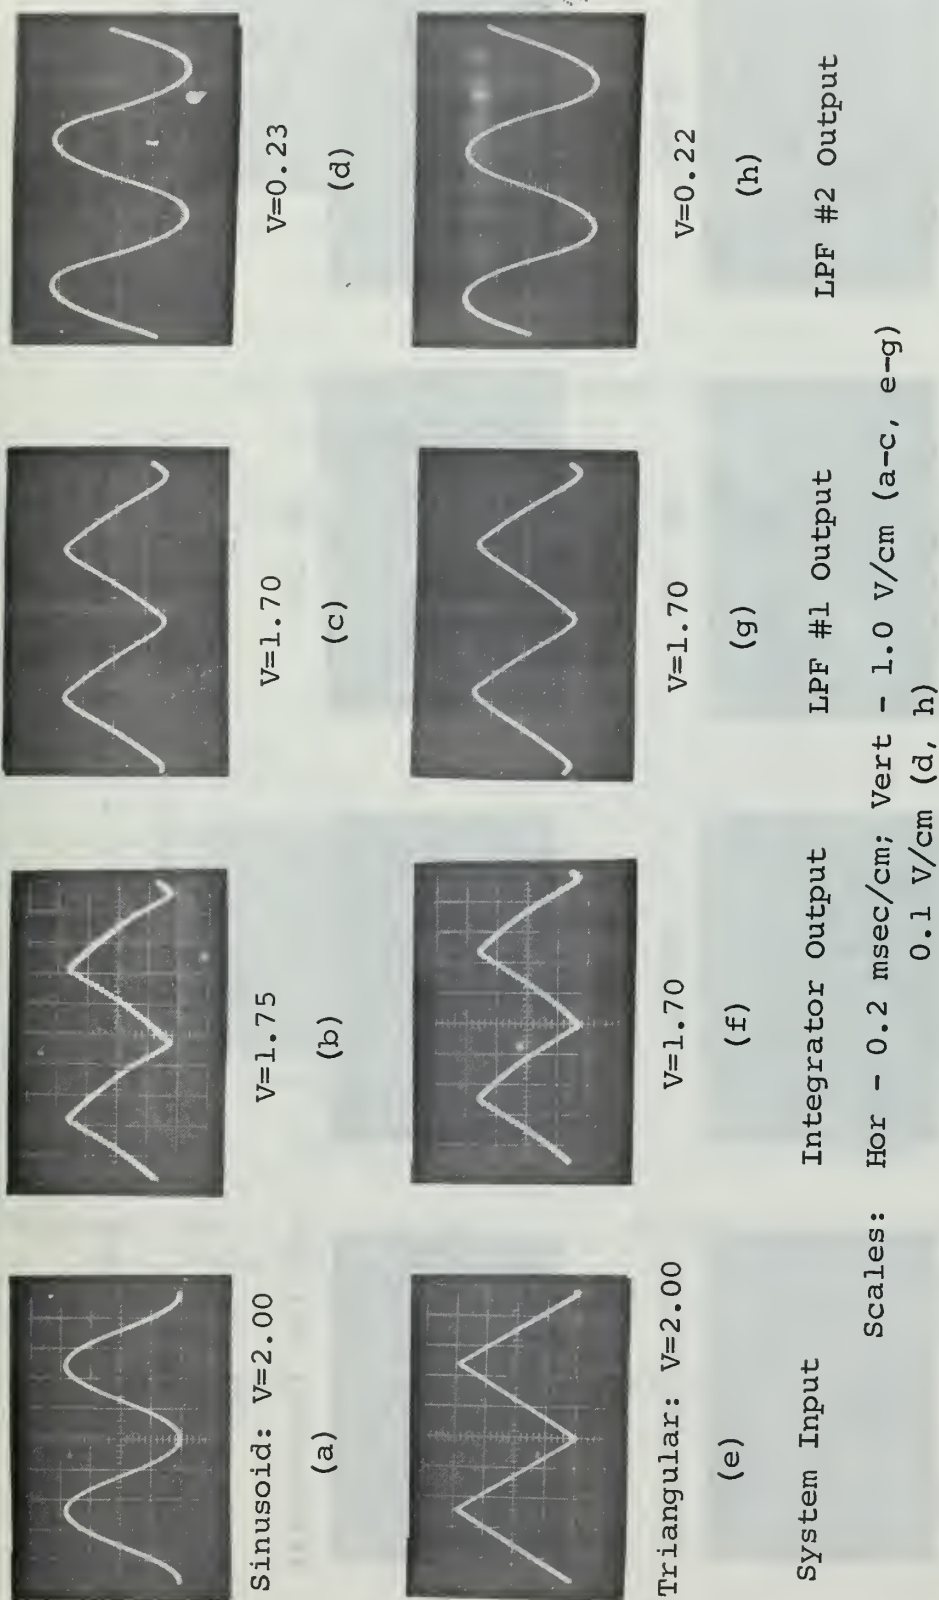 Sinusoid: V=2.00
V=1.75
V=1.70
V=0.23
(a)
(b)
(c)
(d)
Triangular: V=2.00
V=1.70
V=1.70
V=0.22
(e)
(f)
(g)
(h)
System Input
Integrator Output
LPF #1 Output
LPF #2 Output
Scales: Hor - 0.2 msec/cm; Vert - 1.0 V/cm (a-c, e-g)
0.1 V/cm (d, h)